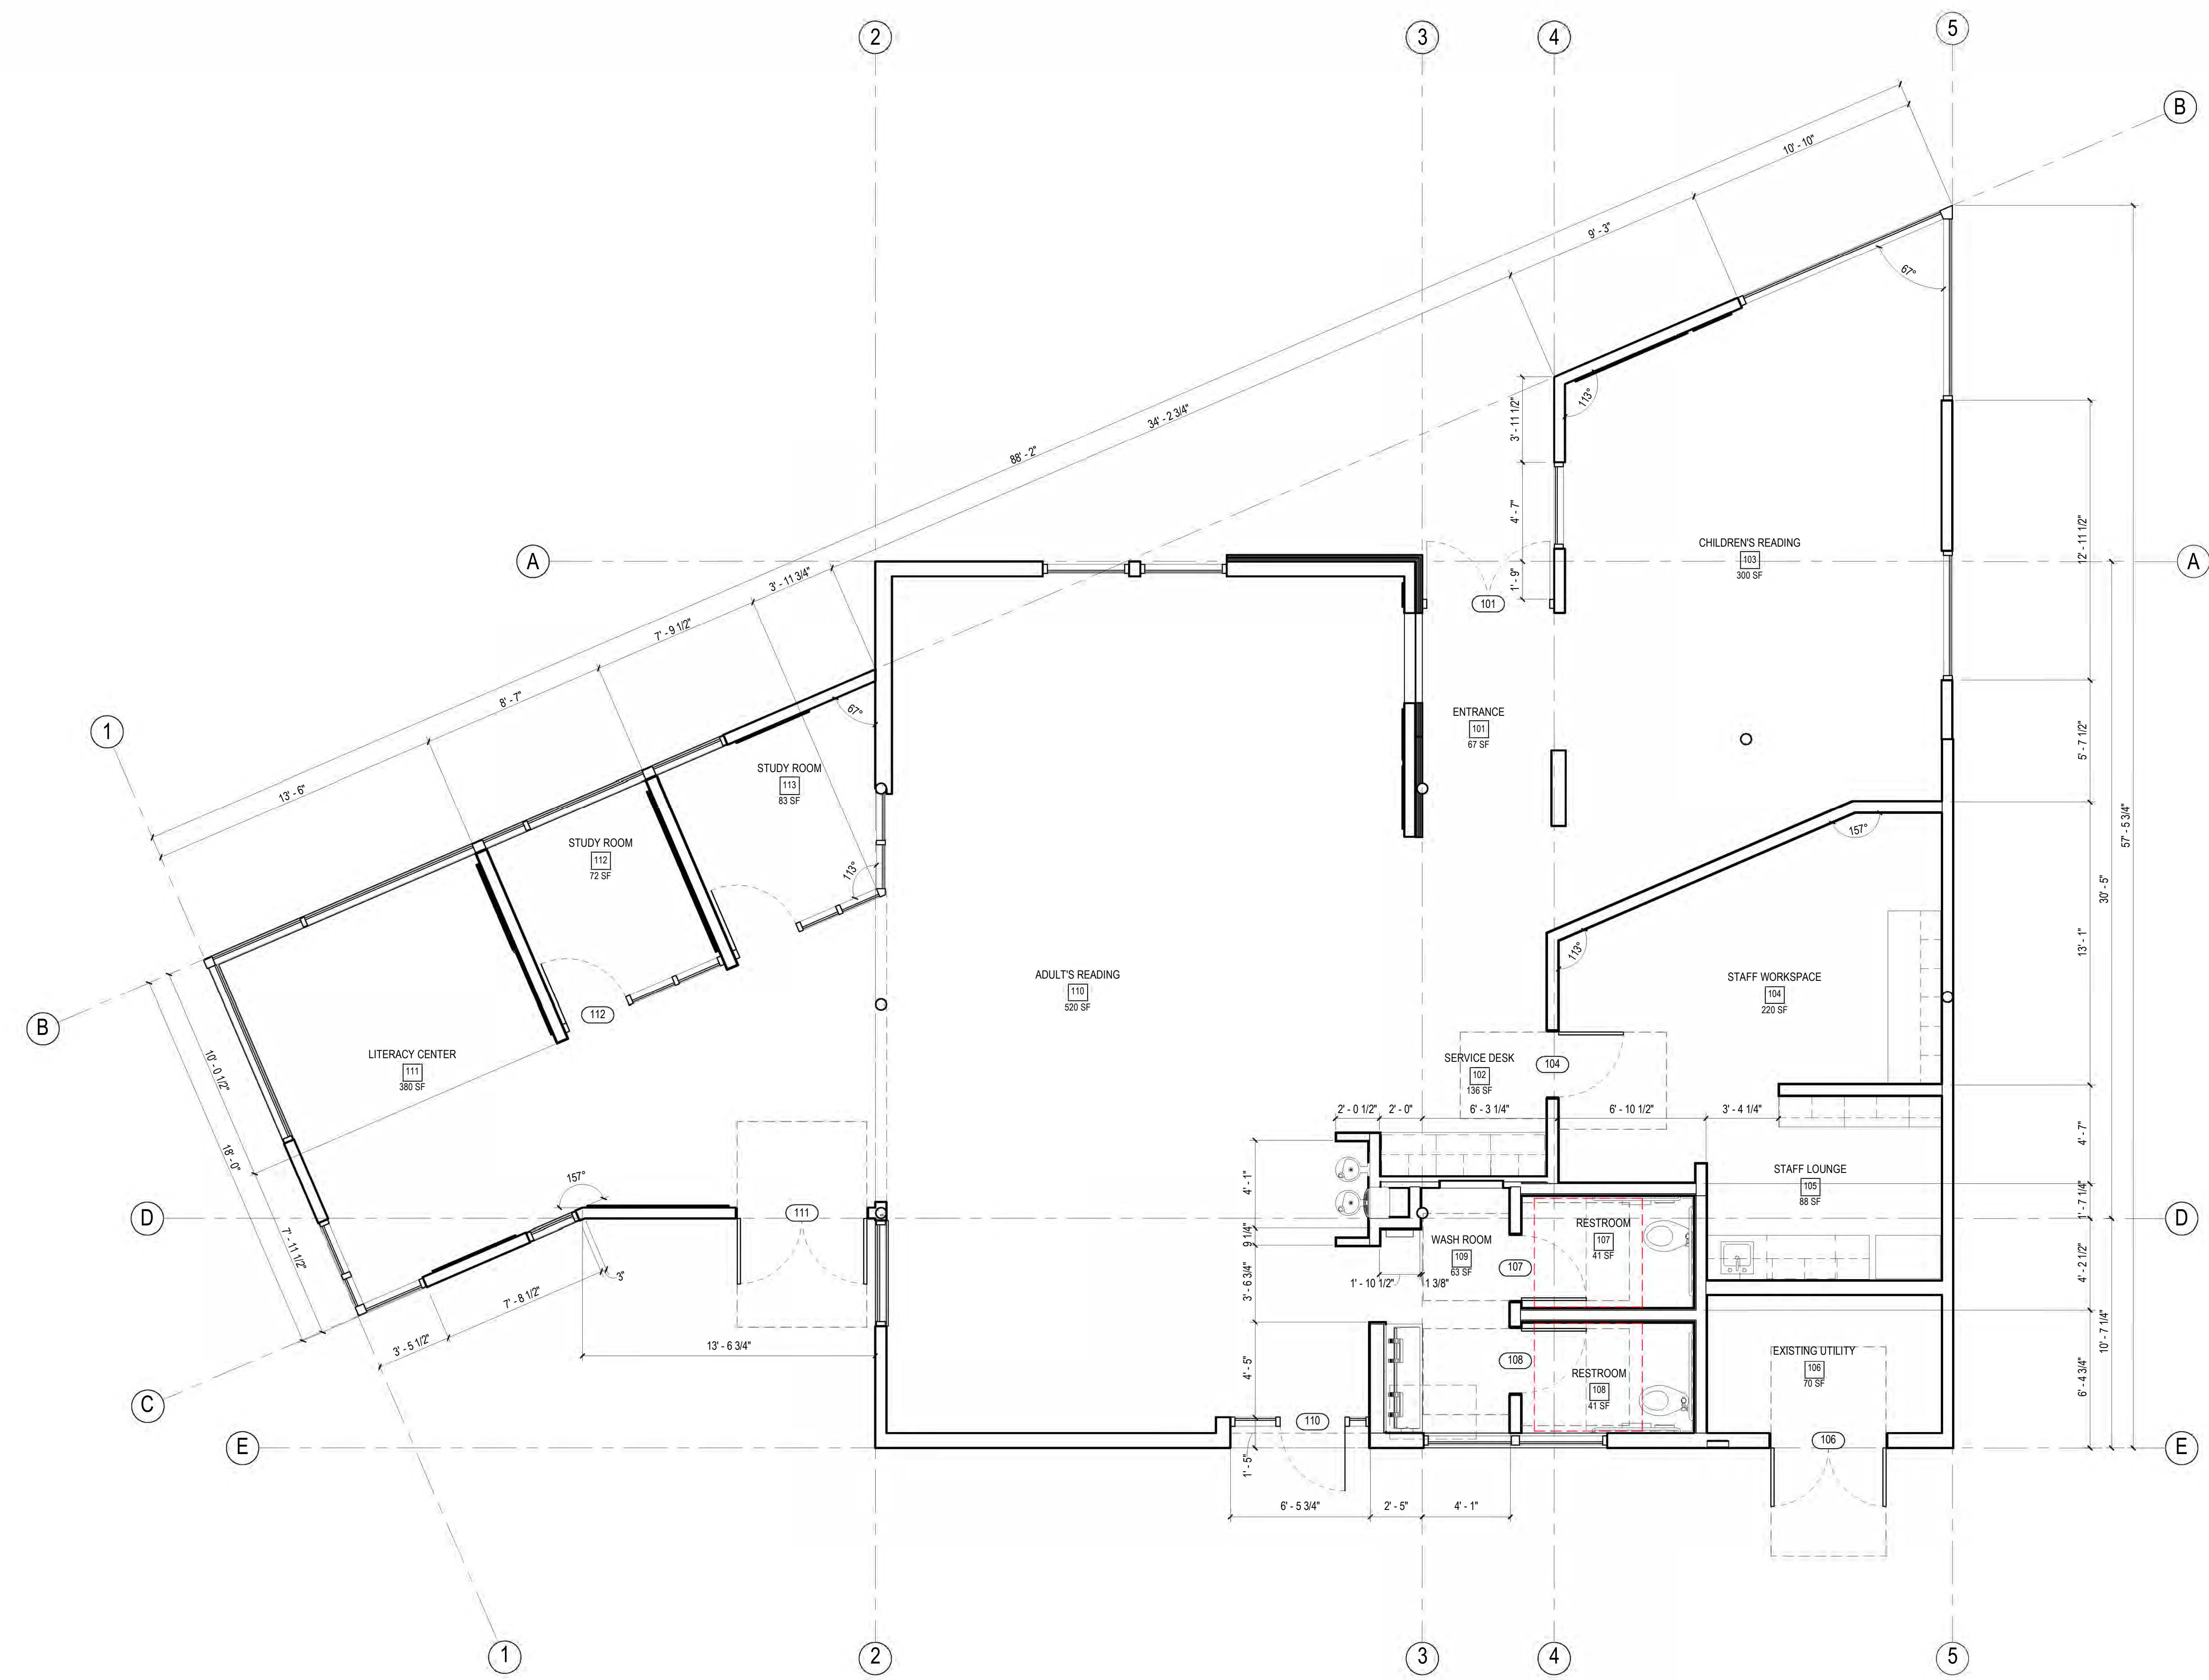 2
3
4
5
B
10' - 10"
9' - 3"
67°
34' - 2 3/4"
113°
3' - 11 1/2"
88' - 2"
4' - 7"
12' - 11 1/2"
CHILDREN'S READING
103
300 SF
A
A
1' - 9"
3' - 11 3/4"
101
7' - 9 1/2"
8' - 7"
67°
ENTRANCE
101
67 SF
1
5' - 7 1/2"
STUDY ROOM
113
83 SF
13' - 6"
57' - 5 3/4"
157°
STUDY ROOM
112
72 SF
113°
30' - 5"
113°
13' - 1"
ADULT'S READING
110
520 SF
STAFF WORKSPACE
104
220 SF
112
B
LITERACY CENTER
111
380 SF
SERVICE DESK
102
136 SF
104
10' - 0 1/2"
2' - 0 1/2"
2' - 0"
6' - 3 1/4"
6' - 10 1/2"
3' - 4 1/4"
4' - 7"
18' - 0"
157°
4' - 1"
STAFF LOUNGE
105
88 SF
1' - 7 1/4"
D
111
D
7' - 11 1/2"
9 1/4"
WASH ROOM
109
63 SF
RESTROOM
107
41 SF
107
4' - 2 1/2"
3"
1' - 10 1/2"
1 3/8"
3' - 6 3/4"
7' - 8 1/2"
3' - 5 1/2"
13' - 6 3/4"
10' - 7 1/4"
4' - 5"
108
RESTROOM
108
41 SF
EXISTING UTILITY
106
70 SF
6' - 4 3/4"
C
110
106
E
E
1' - 5"
6' - 5 3/4"
2' - 5"
4' - 1"
1
2
3
4
5